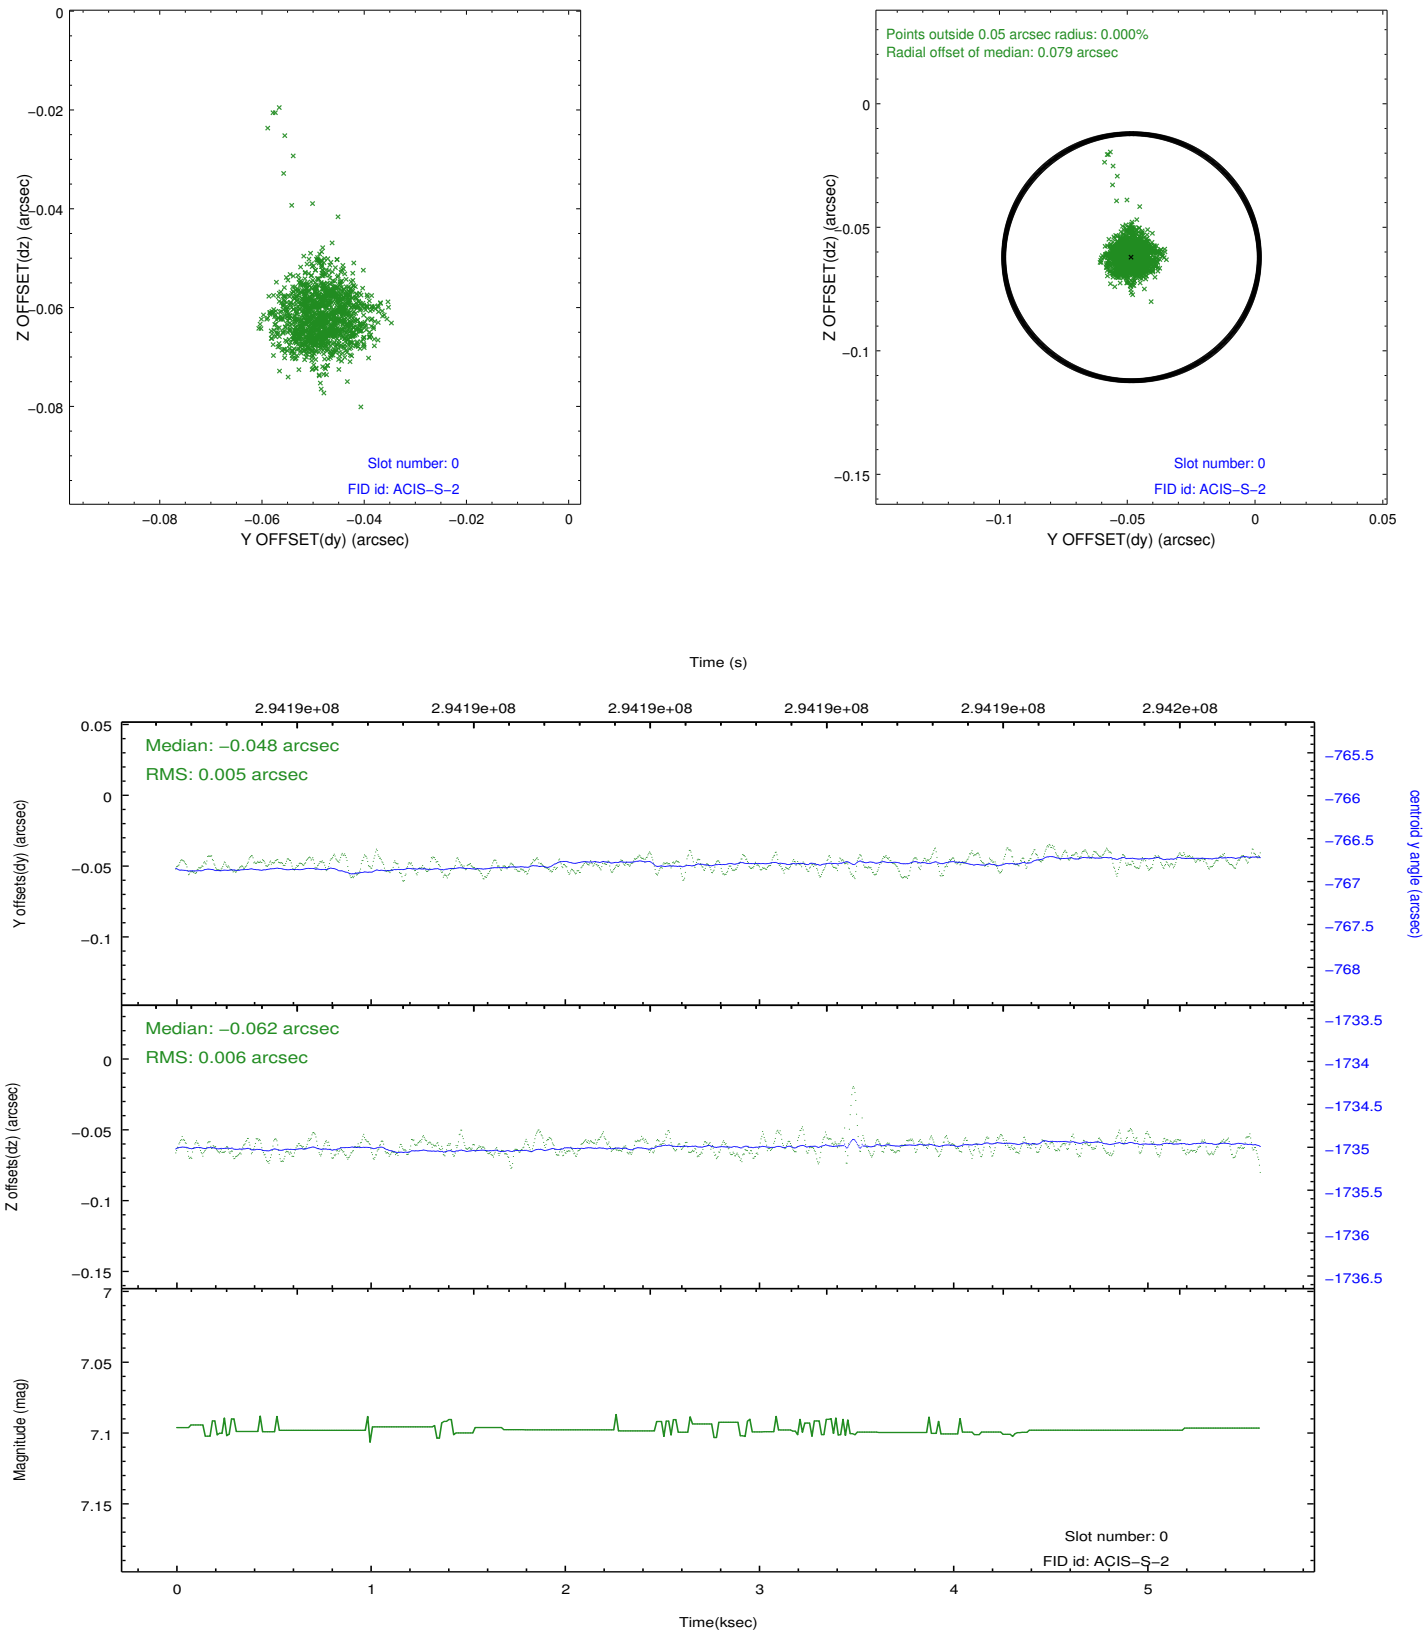 0
−0.02
−0.04
−0.06
−0.08
Z OFFSET(dz) (arcsec)
Slot number: 0
FID id: ACIS−S−2
−0.08
−0.06
−0.04
−0.02
0
Y OFFSET(dy) (arcsec)
Points outside 0.05 arcsec radius: 0.000%
Radial offset of median: 0.079 arcsec
0
−0.05
−0.1
−0.15
Z OFFSET(dz) (arcsec)
Slot number: 0
FID id: ACIS−S−2
−0.1
−0.05
0
0.05
Y OFFSET(dy) (arcsec)
Time (s)
2.9419e+08
2.9419e+08
2.9419e+08
2.9419e+08
2.9419e+08
2.942e+08
Median: −0.048 arcsec
RMS: 0.005 arcsec
0.05
0
−0.05
−0.1
Y offsets(dy) (arcsec)
−765.5
−766
−766.5
−767
−767.5
−768
centroid y angle (arcsec)
Median: −0.062 arcsec
RMS: 0.006 arcsec
0
−0.05
−0.1
−0.15
Z offsets(dz) (arcsec)
−1733.5
−1734
−1734.5
−1735
−1735.5
−1736
−1736.5
7
7.05
7.1
7.15
Magnitude (mag)
Slot number: 0
FID id: ACIS−S−2
0
1
2
3
4
5
Time(ksec)